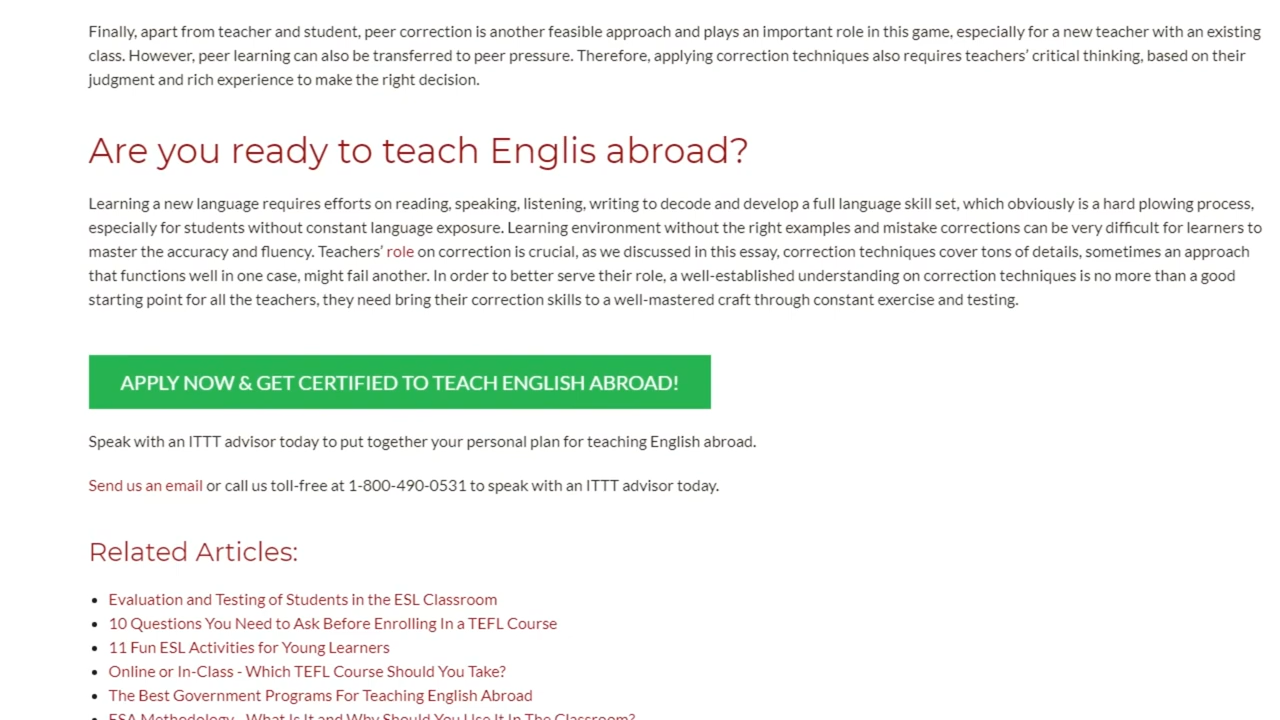 Finally, apart from teacher and student, peer correction is another feasible approach and plays an important role in this game, especially for a new teacher with an existing
class. However, peer learning can also be transferred to peer pressure. Therefore, applying correction techniques also requires teachers’ critical thinking, based on their
judgment and rich experience to make the right decision.
Are you ready to teach Englis abroad?
Learning a new language requires efforts on reading, speaking, listening, writing to decode and develop a full language skill set, which obviously is a hard plowing process,
especially for students without constant language exposure. Learning environment without the right examples and mistake corrections can be very difficult for learners to
master the accuracy and fluency. Teachers’ role on correction is crucial, as we discussed in this essay, correction techniques cover tons of details, sometimes an approach
that functions well in one case, might fail another. In order to better serve their role, a well-established understanding on correction techniques is no more than a good
starting point for all the teachers, they need bring their correction skills to a well-mastered craft through constant exercise and testing.
APPLY NOW & GET CERTIFIED TO TEACH ENGLISH ABROAD!
Speak with an ITTT advisor today to put together your personal plan for teaching English abroad.
Send us an email or call us toll-free at 1-800-490-0531 to speak with an ITTT advisor today.
Related Articles:
• Evaluation and Testing of Students in the ESL Classroom
• 10 Questions You Need to Ask Before Enrolling In a TEFL Course
• 11 Fun ESL Activities for Young Learners
• Online or In-Class - Which TEFL Course Should You Take?
• The Best Government Programs For Teaching English Abroad
• ESA Methodology - What Is It and Why Should You Use It In The Classroom?